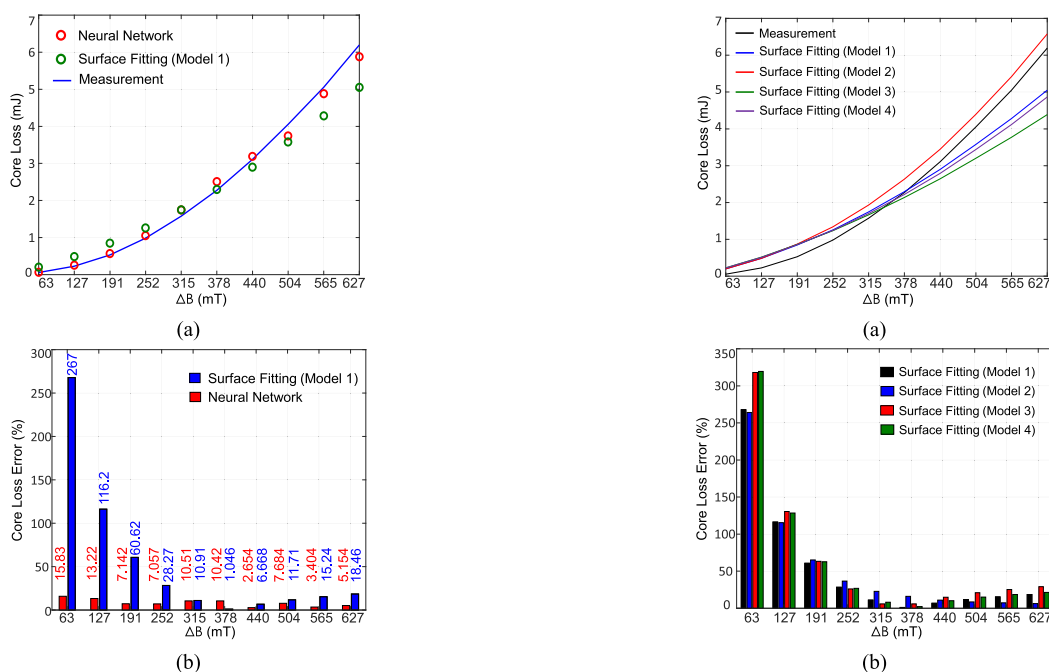 7
6
5
4
3
2
1
0
Core Loss (mJ)
Neural Network
Surface Fitting (Model 1)
Measurement
63 127 191 252 315 378 440 504 565 627
ΔB (mT)
(a)
7
6
5
4
3
2
1
0
Core Loss (mJ)
Measurement
Surface Fitting (Model 1)
Surface Fitting (Model 2)
Surface Fitting (Model 3)
Surface Fitting (Model 4)
63 127 191 252 315 378 440 504 565 627
ΔB (mT)
(a)
300
250
200
150
100
50
0
Core Loss Error (%)
Surface Fitting (Model 1)
Neural Network
15.83 267 13.22 116.2 7.142 60.62 7.057 28.27 10.51 10.91 10.42 1.046 2.654 6.668 7.684 11.71 3.404 15.24 5.154 18.46
63 127 191 252 315 378 440 504 565 627
ΔB (mT)
(b)
350
300
250
200
150
100
50
0
Core Loss Error (%)
Surface Fitting (Model 1)
Surface Fitting (Model 2)
Surface Fitting (Model 3)
Surface Fitting (Model 4)
63 127 191 252 315 378 440 504 565 627
ΔB (mT)
(b)